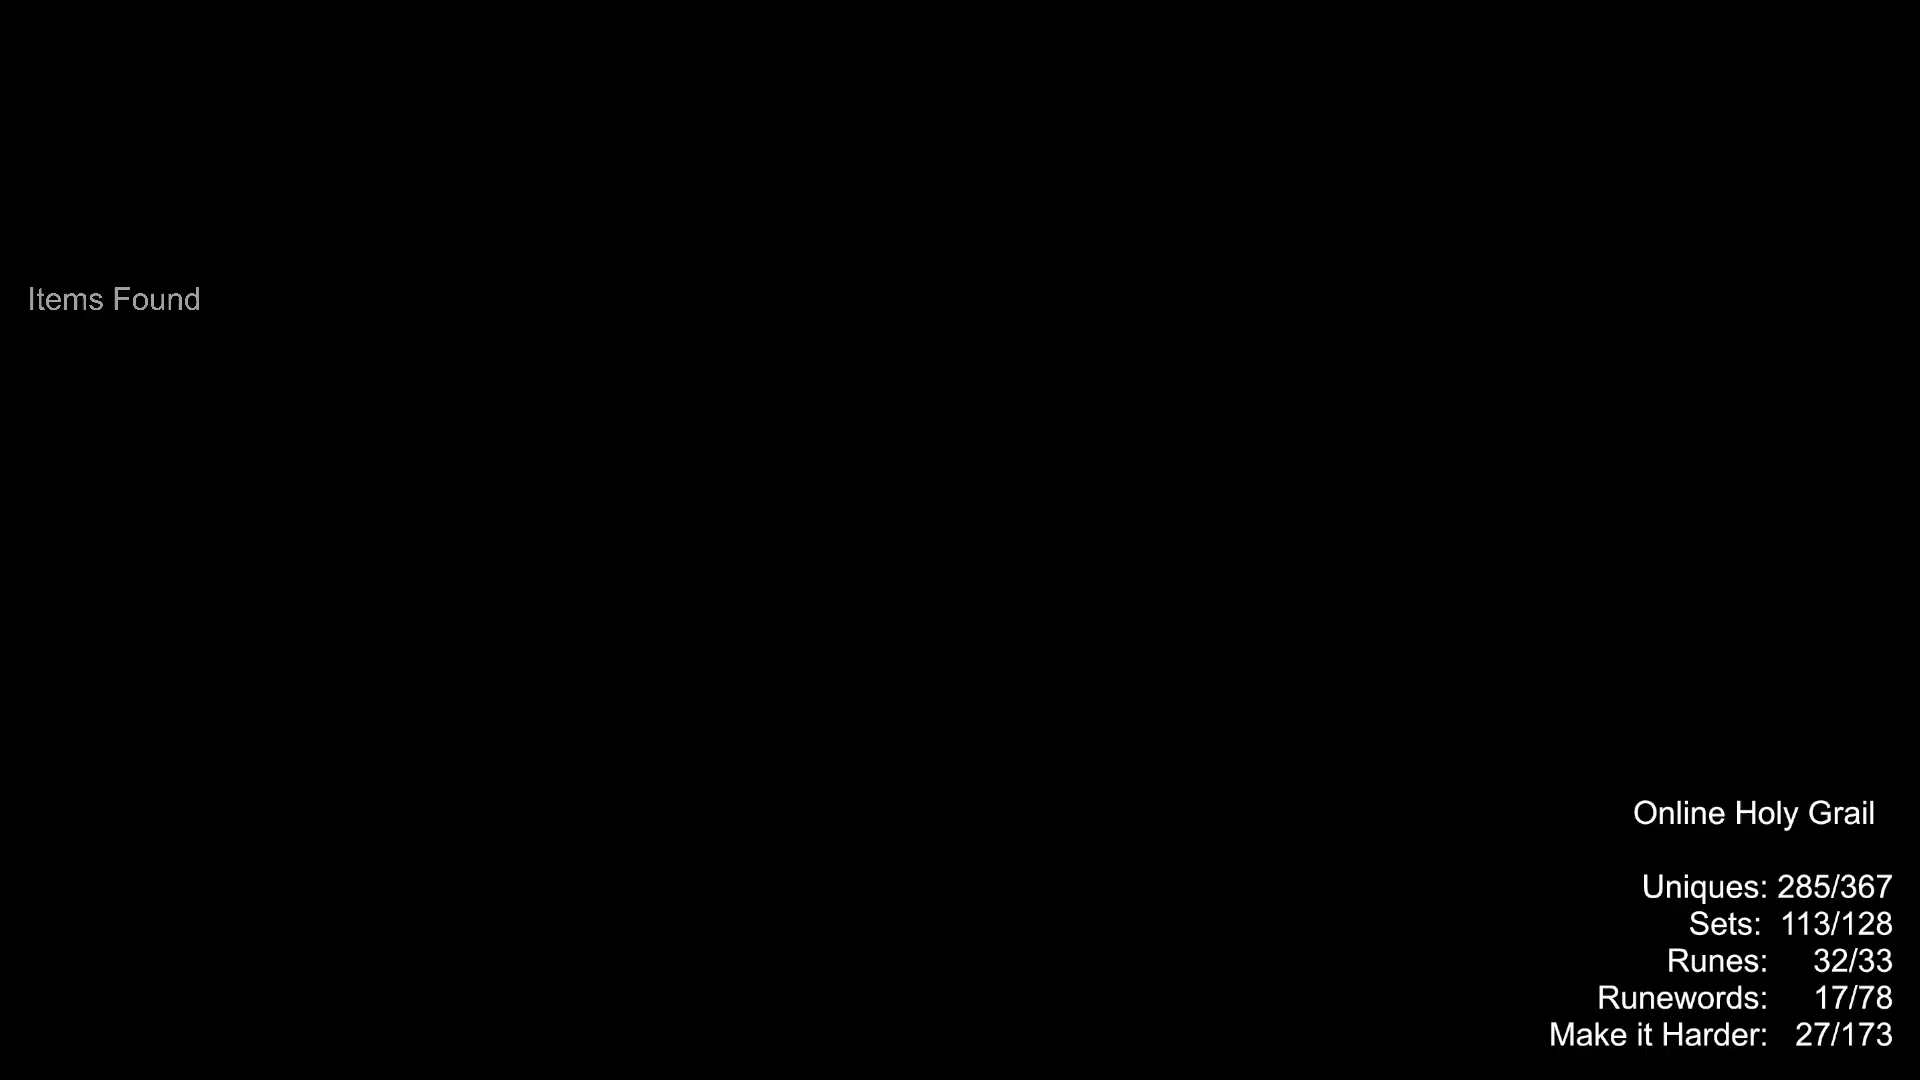 Items Found
Online Holy Grail
Uniques: 285/367
Sets: 113/128
Runes: 32/33
Runewords: 17/78
Make it Harder: 27/173